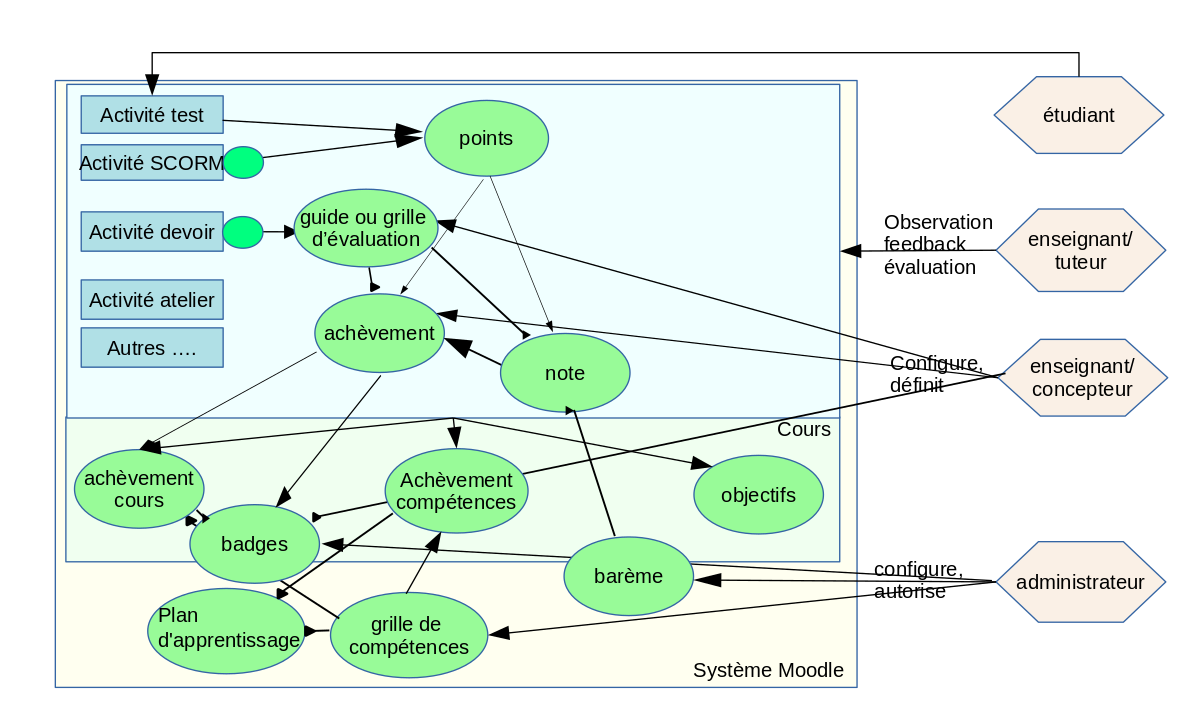 Activité test
Activité SCORM
Activité devoir
Activité atelier
Autres ....
points
guide ou grille
d'évaluation
achèvement
note
Cours
achèvement
cours
Achèvement
compétences
objectifs
badges
barème
Plan
d'apprentissage
grille de
compétences
Système Moodle
étudiant
Observation
feedback
évaluation
enseignant/
tuteur
Configure,
définit
enseignant/
concepteur
configure,
autorise
administrateur